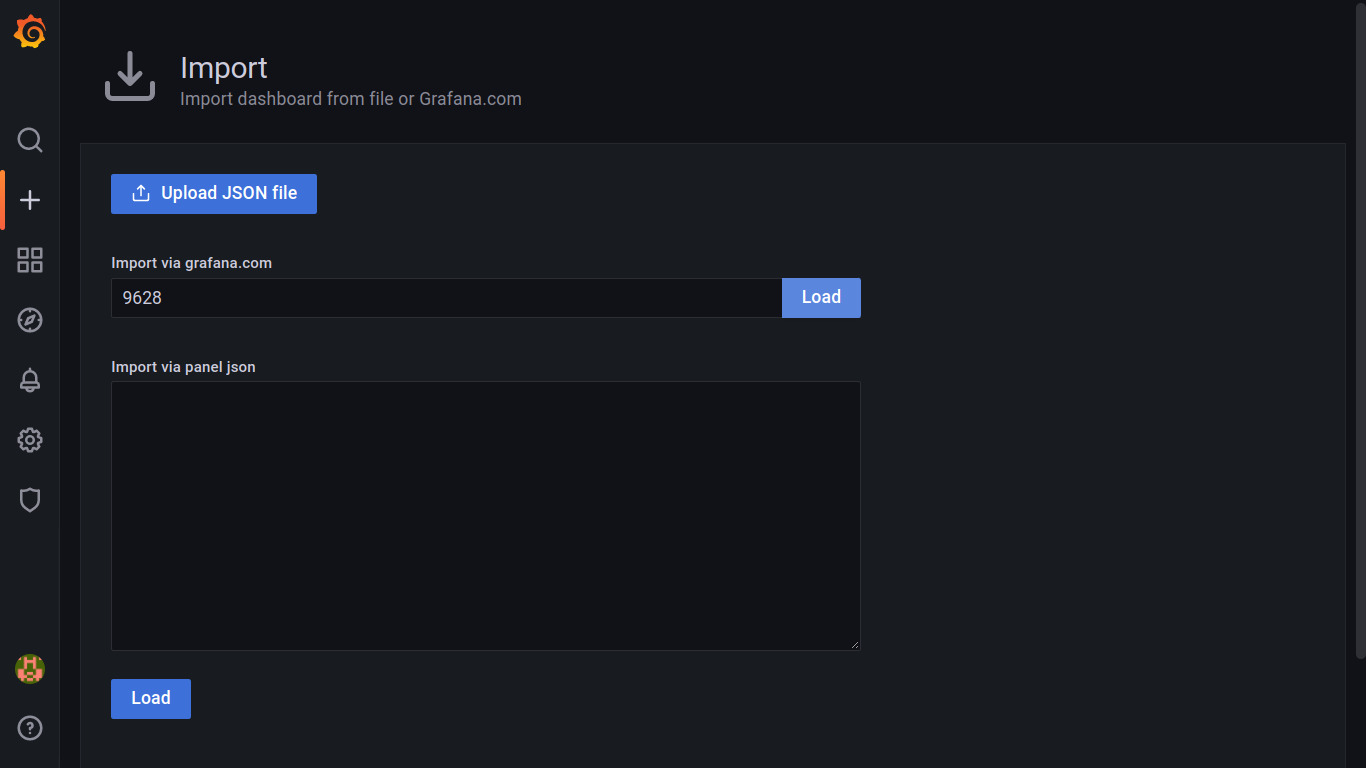 Import
Import dashboard from file or Grafana.com
Upload JSON file
Import via grafana.com
9628
Load
Import via panel json
Load